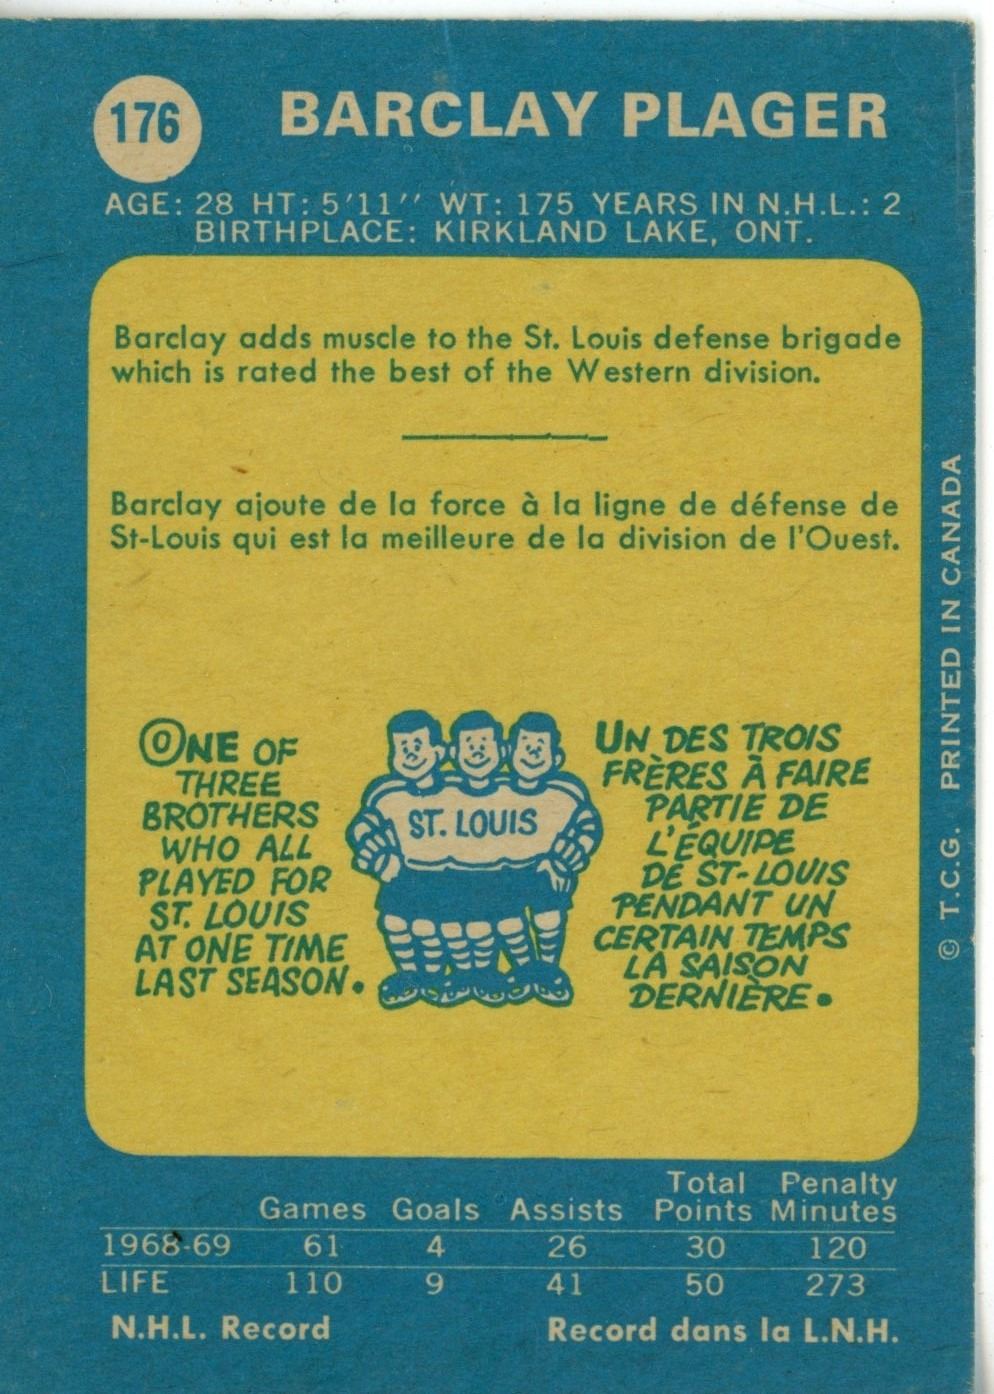 176
BARCLAY PLAGER
AGE: 28 HT: 5'11'' WT: 175 YEARS IN N.H.L.: 2
BIRTHPLACE: KIRKLAND LAKE, ONT.
Barclay adds muscle to the St. Louis defense brigade
which is rated the best of the Western division.
Barclay ajoute de la force à la ligne de défense de
St-Louis qui est la meilleure de la division de l'Ouest.
ONE OF
THREE
BROTHERS
WHO ALL
PLAYED FOR
ST. LOUIS
AT ONE TIME
LAST SEASON.
ST. LOUIS
UN DES TROIS
FRÈRES À FAIRE
PARTIE DE
L'ÉQUIPE
DE ST-LOUIS
PENDANT UN
CERTAIN TEMPS
LA SAISON
DERNIÈRE.
© T.C.G. PRINTED IN CANADA
Total Penalty
Games Goals Assists Points Minutes
1968-69 61 4 26 30 120
LIFE 110 9 41 50 273
N.H.L. Record Record dans la L.N.H.